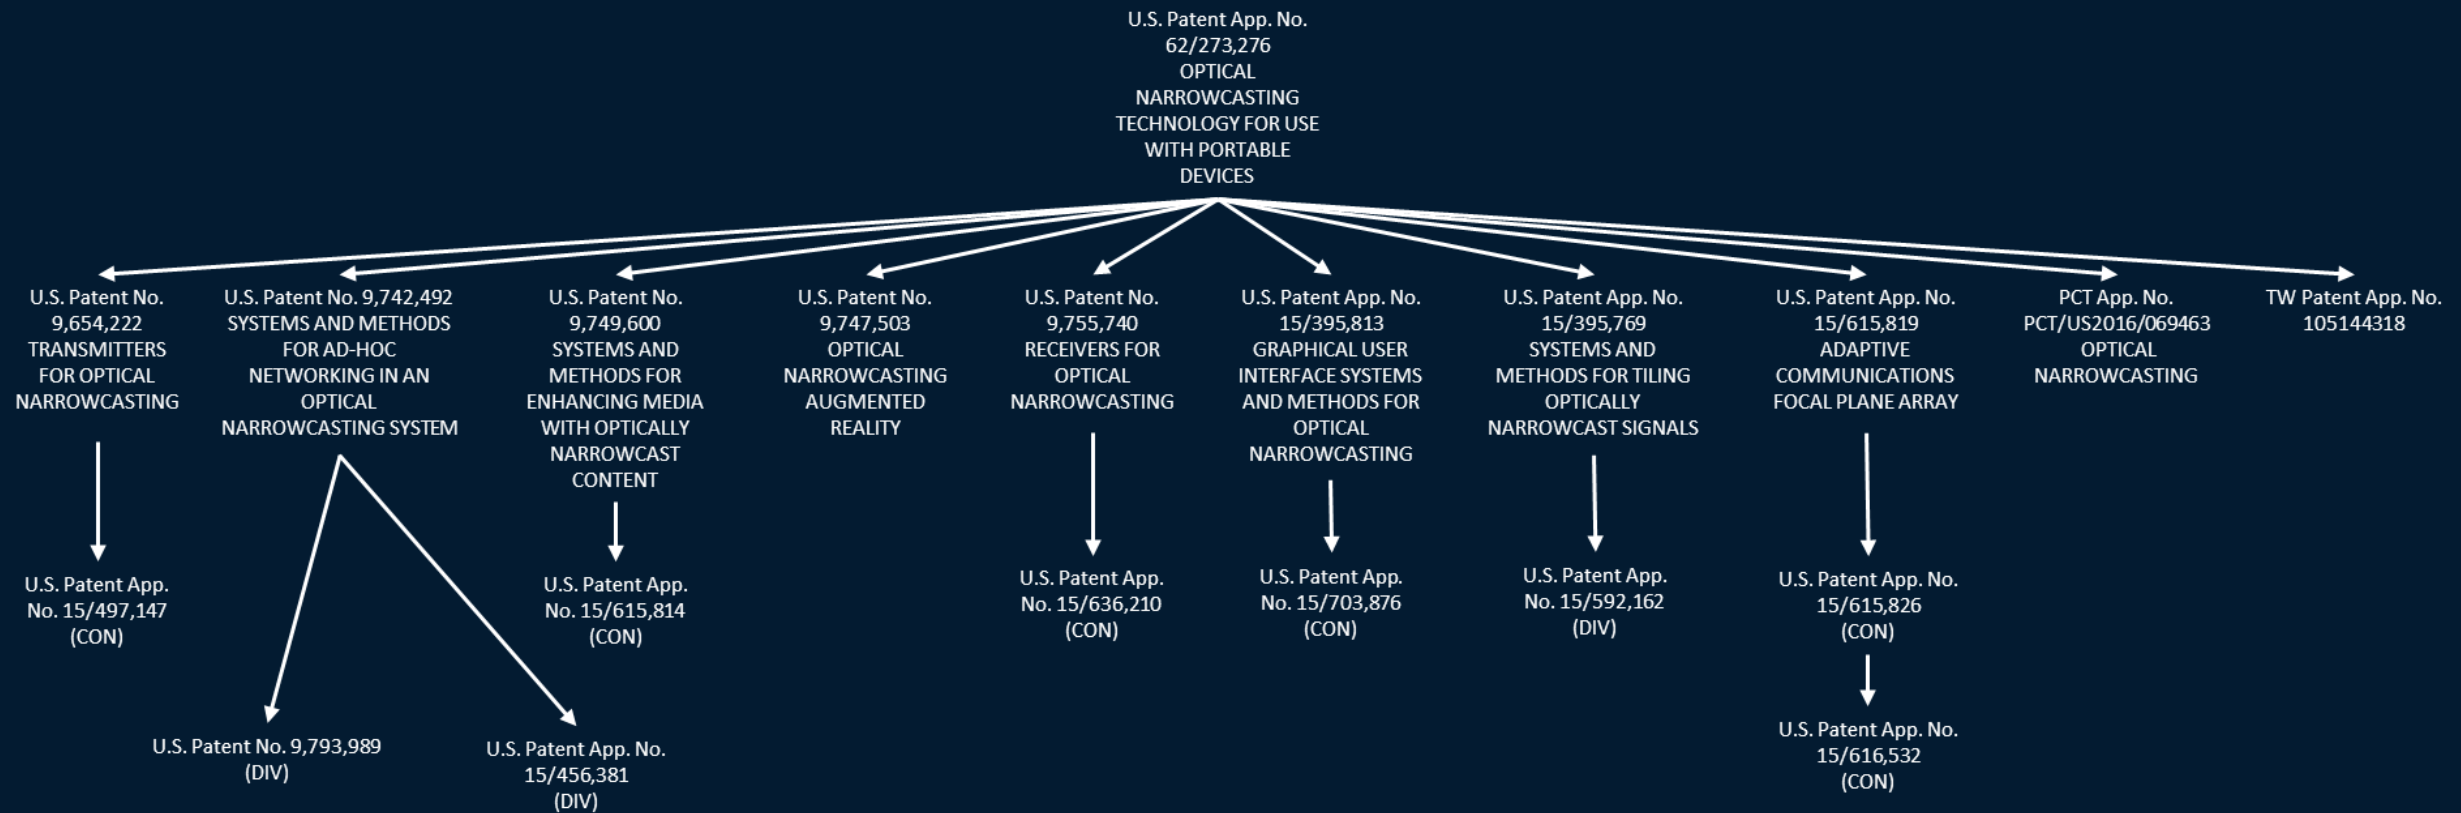 U.S. Patent App. No.
62/273,276
OPTICAL
NARROWCASTING
TECHNOLOGY FOR USE
WITH PORTABLE
DEVICES
U.S. Patent No.
9,654,222
TRANSMITTERS
FOR OPTICAL
NARROWCASTING
U.S. Patent No. 9,742,492
SYSTEMS AND METHODS
FOR AD-HOC
NETWORKING IN AN
OPTICAL
NARROWCASTING SYSTEM
U.S. Patent No.
9,749,600
SYSTEMS AND
METHODS FOR
ENHANCING MEDIA
WITH OPTICALLY
NARROWCAST
CONTENT
U.S. Patent No.
9,747,503
OPTICAL
NARROWCASTING
AUGMENTED
REALITY
U.S. Patent No.
9,755,740
RECEIVERS FOR
OPTICAL
NARROWCASTING
U.S. Patent App. No.
15/395,813
GRAPHICAL USER
INTERFACE SYSTEMS
AND METHODS FOR
OPTICAL
NARROWCASTING
U.S. Patent App. No.
15/395,769
SYSTEMS AND
METHODS FOR TILING
OPTICALLY
NARROWCAST SIGNALS
U.S. Patent App. No.
15/615,819
ADAPTIVE
COMMUNICATIONS
FOCAL PLANE ARRAY
PCT App. No.
PCT/US2016/069463
OPTICAL
NARROWCASTING
TW Patent App. No.
105144318
U.S. Patent App.
No. 15/497,147
(CON)
U.S. Patent App.
No. 15/615,814
(CON)
U.S. Patent App.
No. 15/636,210
(CON)
U.S. Patent App.
No. 15/703,876
(CON)
U.S. Patent App.
No. 15/592,162
(DIV)
U.S. Patent App. No.
15/615,826
(CON)
U.S. Patent No. 9,793,989
(DIV)
U.S. Patent App. No.
15/456,381
(DIV)
U.S. Patent App. No.
15/616,532
(CON)